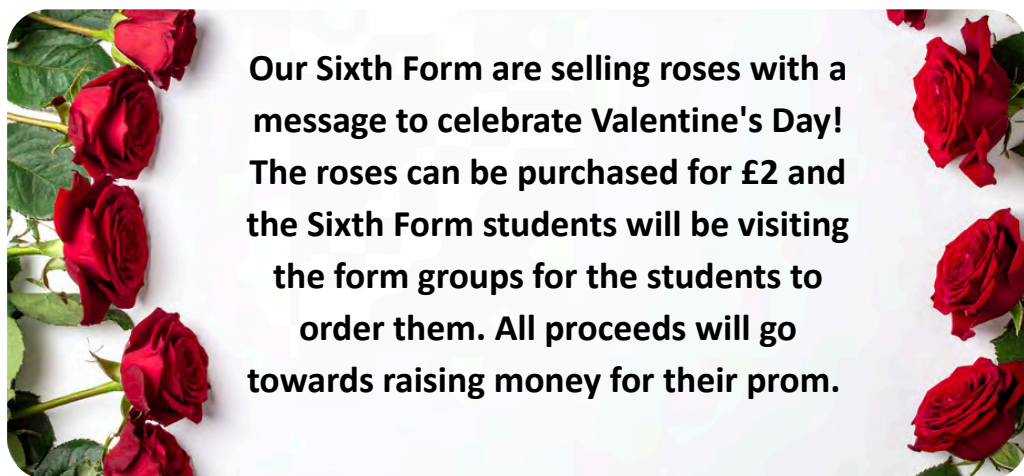 Our Sixth Form are selling roses with a
message to celebrate Valentine's Day!
The roses can be purchased for £2 and
the Sixth Form students will be visiting
the form groups for the students to
order them. All proceeds will go
towards raising money for their prom.